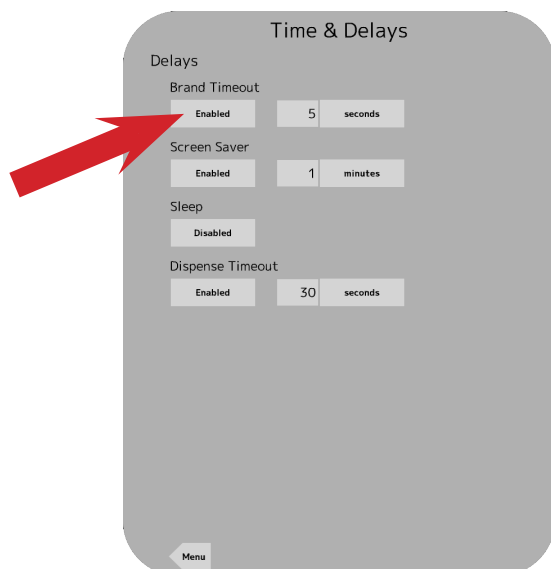 Time & Delays
Delays
Brand Timeout
Enabled 5 seconds
Screen Saver
Enabled 1 minutes
Sleep
Disabled
Dispense Timeout
Enabled 30 seconds
Menu